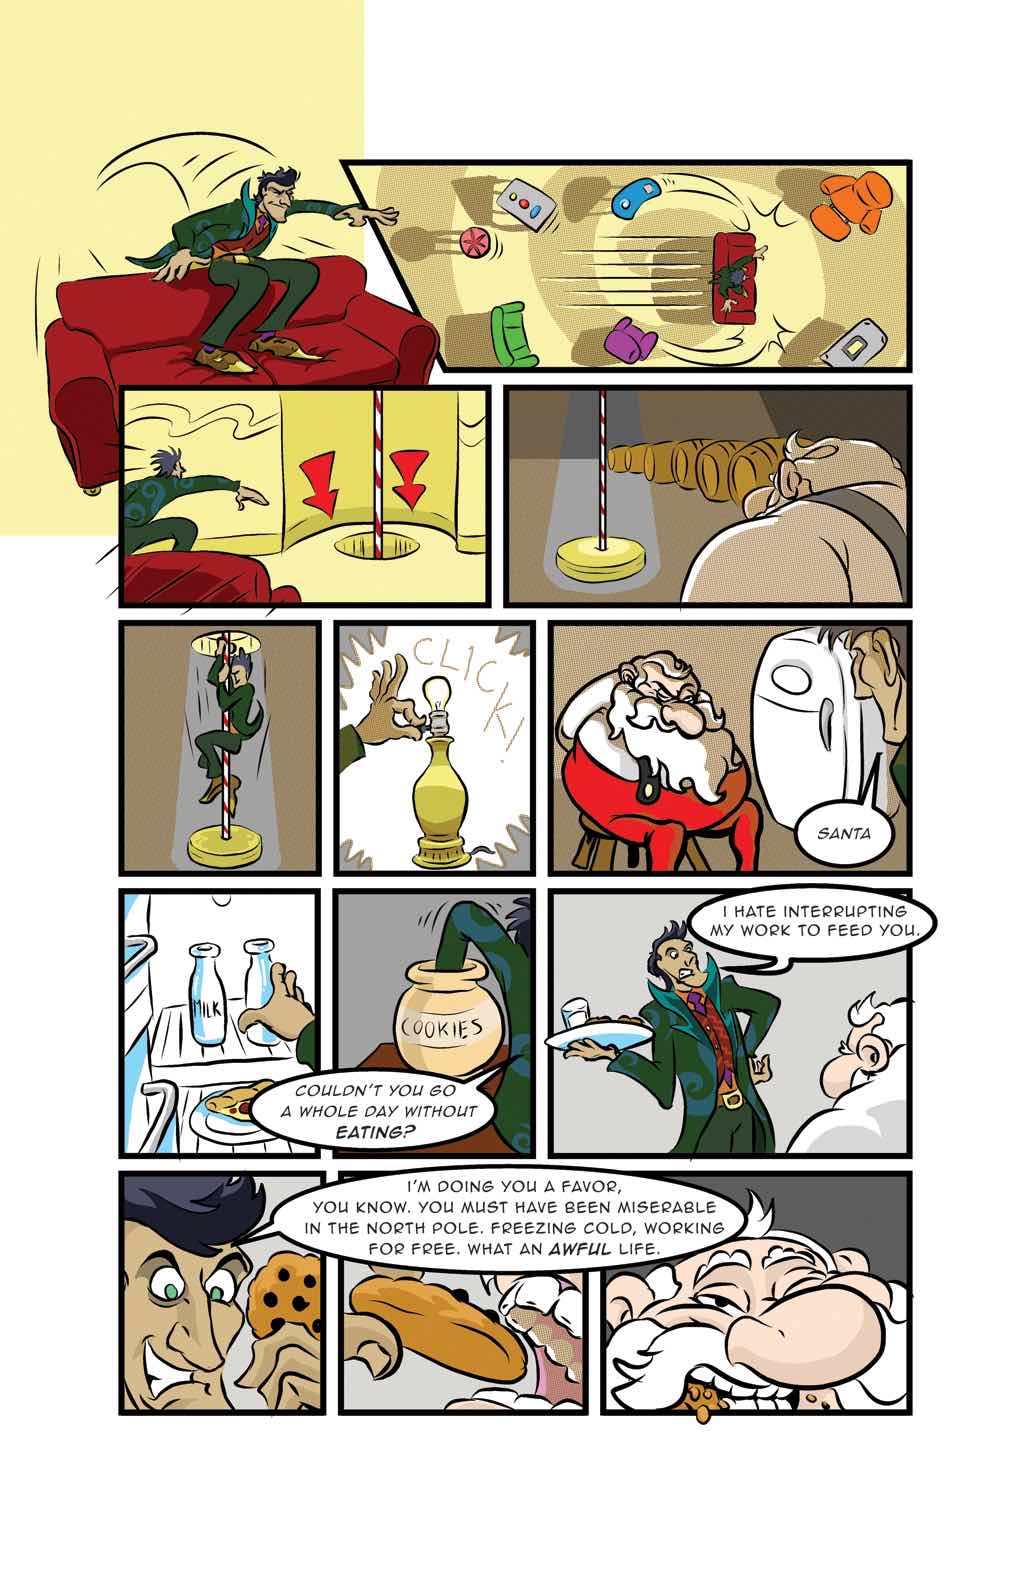 CLICK!
SANTA
MILK
COOKIES
COULDN'T YOU GO
A WHOLE DAY WITHOUT
EATING?
I HATE INTERRUPTING
MY WORK TO FEED YOU.
I'M DOING YOU A FAVOR,
YOU KNOW. YOU MUST HAVE BEEN MISERABLE
IN THE NORTH POLE. FREEZING COLD, WORKING
FOR FREE. WHAT AN AWFUL LIFE.